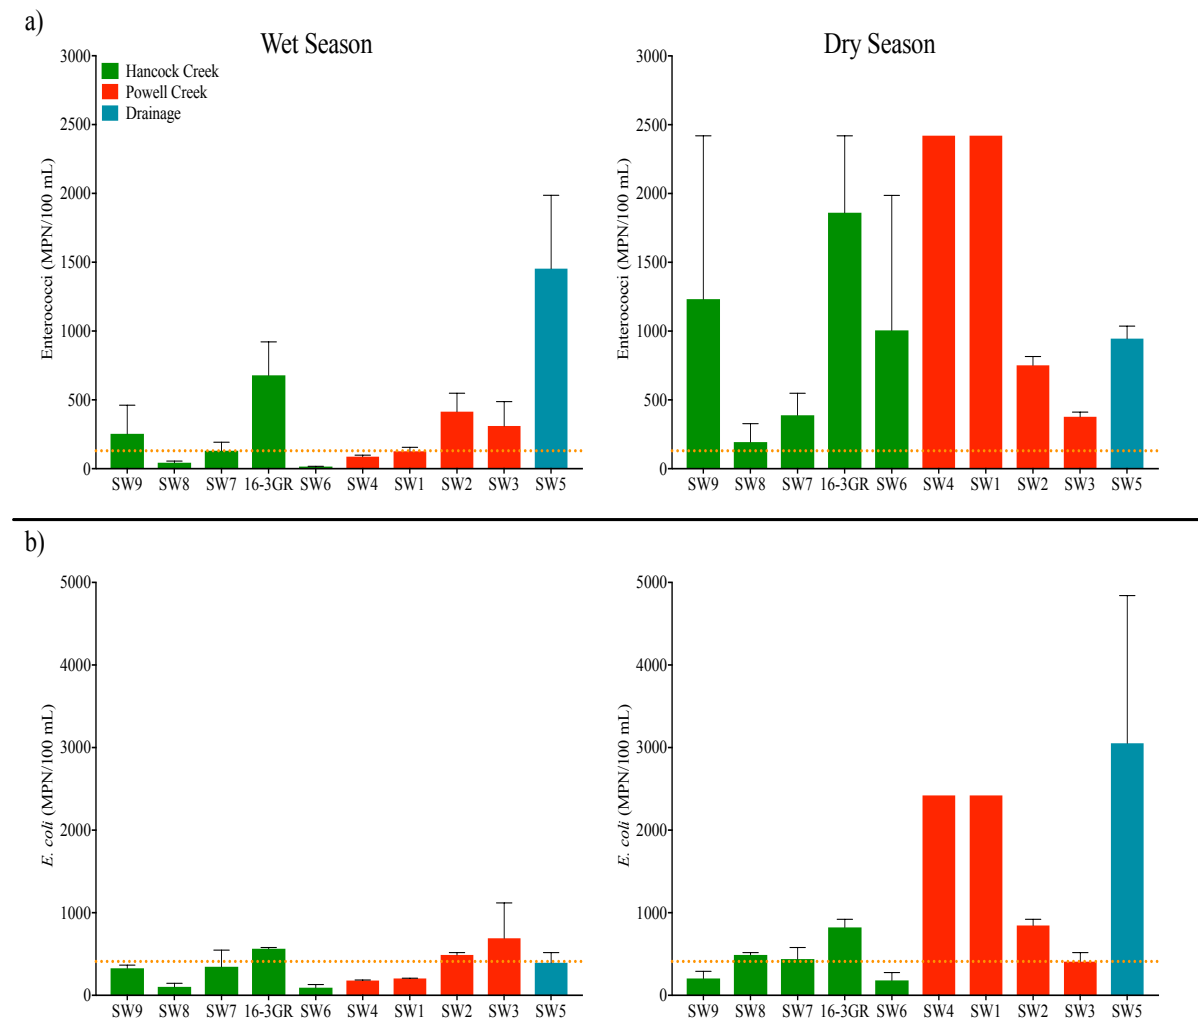 a)
Wet Season
Dry Season
Enterococci (MPN/100 mL)
3000
2500
2000
1500
1000
500
0
Hancock Creek
Powell Creek
Drainage
SW9 SW8 SW7 16-3GR SW6 SW4 SW1 SW2 SW3 SW5
Enterococci (MPN/100 mL)
3000
2500
2000
1500
1000
500
0
SW9 SW8 SW7 16-3GR SW6 SW4 SW1 SW2 SW3 SW5
b)
E. coli (MPN/100 mL)
5000
4000
3000
2000
1000
0
SW9 SW8 SW7 16-3GR SW6 SW4 SW1 SW2 SW3 SW5
E. coli (MPN/100 mL)
5000
4000
3000
2000
1000
0
SW9 SW8 SW7 16-3GR SW6 SW4 SW1 SW2 SW3 SW5